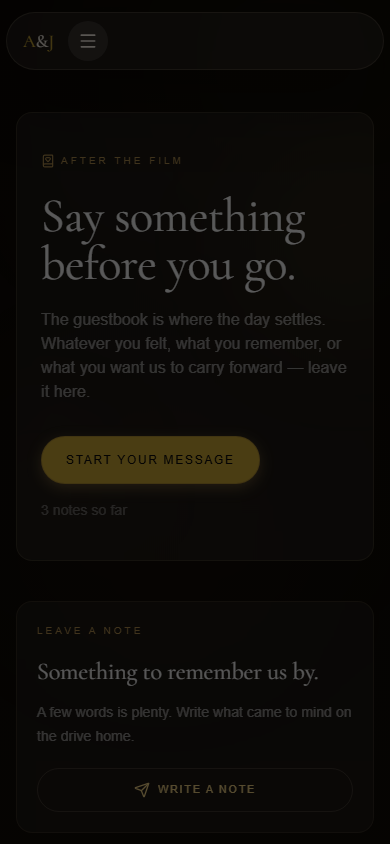 A&J
AFTER THE FILM
Say something
before you go.
The guestbook is where the day settles.
Whatever you felt, what you remember, or
what you want us to carry forward — leave
it here.
START YOUR MESSAGE
3 notes so far
LEAVE A NOTE
Something to remember us by.
A few words is plenty. Write what came to mind on
the drive home.
WRITE A NOTE